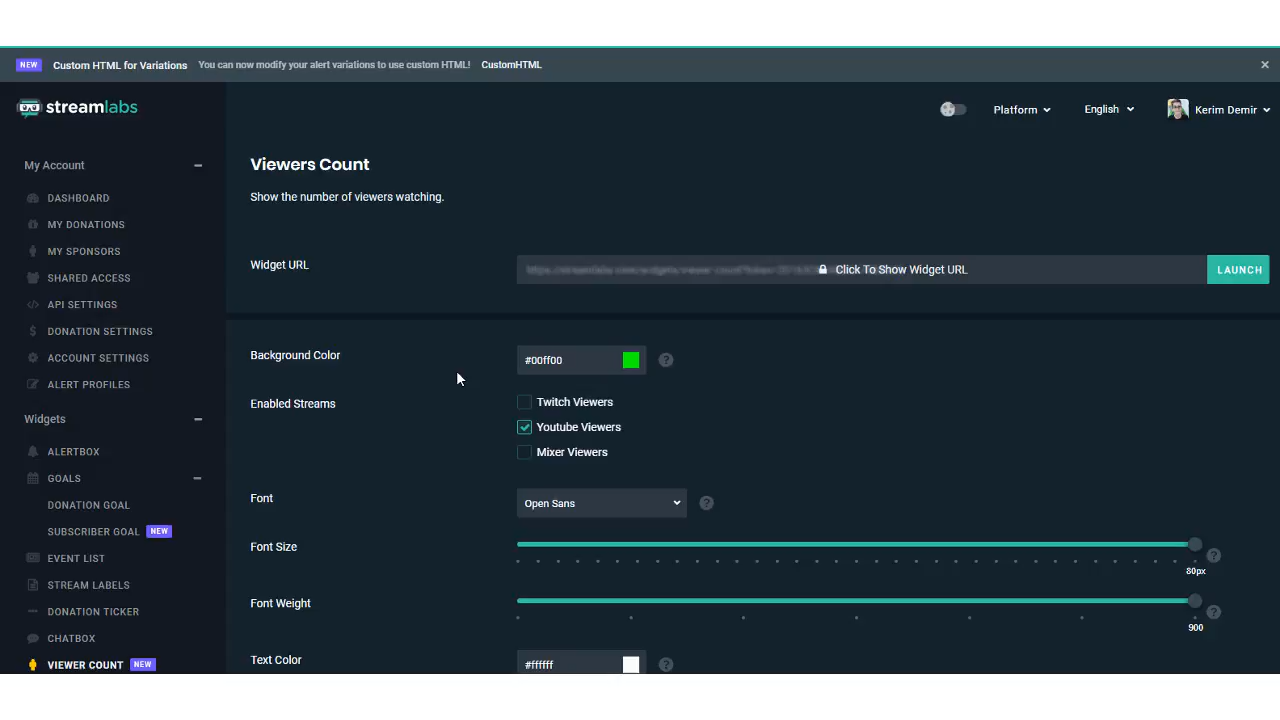 NEW Custom HTML for Variations You can now modify your alert variations to use custom HTML! CustomHTML
streamlabs
Platform English Kerim Demir
My Account
DASHBOARD
MY DONATIONS
MY SPONSORS
SHARED ACCESS
API SETTINGS
DONATION SETTINGS
ACCOUNT SETTINGS
ALERT PROFILES
Widgets
ALERTBOX
GOALS
DONATION GOAL
SUBSCRIBER GOAL NEW
EVENT LIST
STREAM LABELS
DONATION TICKER
CHATBOX
VIEWER COUNT NEW
Viewers Count
Show the number of viewers watching.
Widget URL Click To Show Widget URL LAUNCH
Background Color #00ff00 ?
Enabled Streams Twitch Viewers
Youtube Viewers
Mixer Viewers
Font Open Sans ?
Font Size ?
80px
Font Weight ?
900
Text Color #ffffff ?